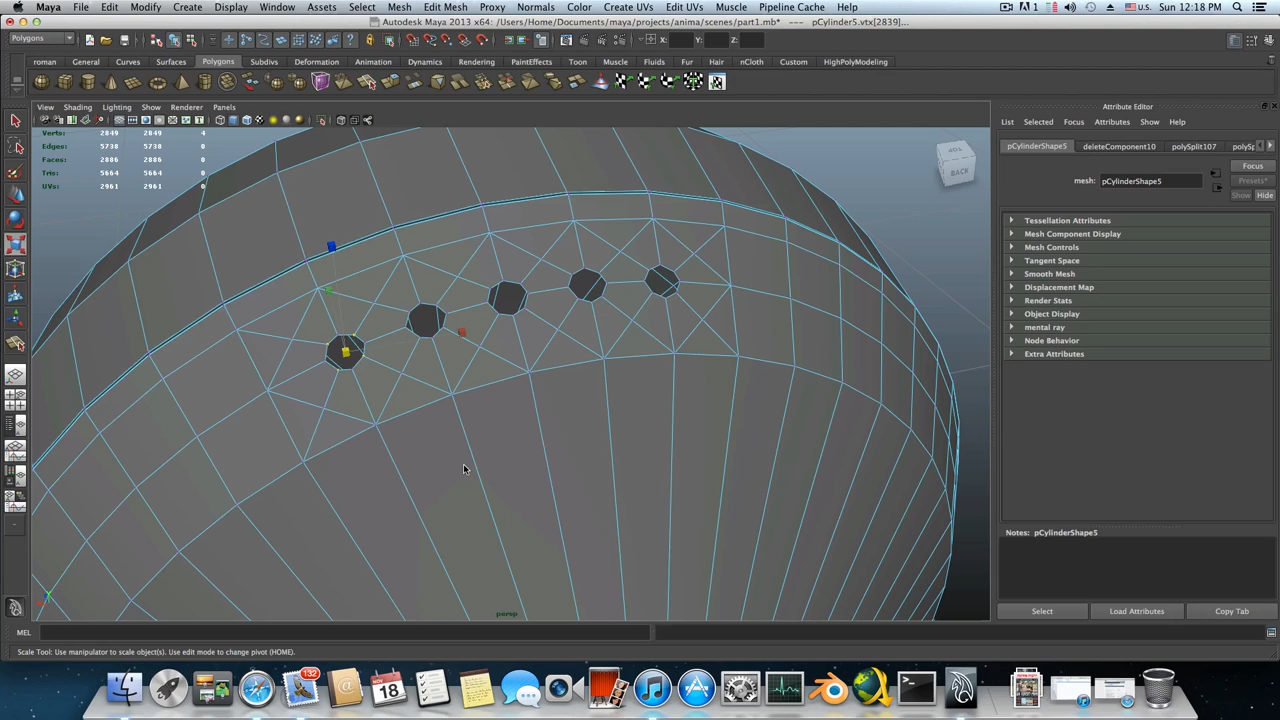 Maya File Edit Modify Create Display Window Assets Select Mesh Edit Mesh Proxy Normals Color Create UVs Edit UVs Muscle Pipeline Cache Help
1 U.S. Sun 12:18 PM
Autodesk Maya 2013 x64: /Users/Home/Documents/maya/projects/anima/scenes/part1.mb* --- pCylinder5.vtx[2839]...
Polygons X: Y: Z:
roman General Curves Surfaces Polygons Subdivs Deformation Animation Dynamics Rendering PaintEffects Toon Muscle Fluids Fur Hair nCloth Custom HighPolyModeling
View Shading Lighting Show Renderer Panels
Attribute Editor
List Selected Focus Attributes Show Help
Verts: 2849 2849 4
Edges: 5738 5738 0
Faces: 2886 2886 0
Tris: 5664 5664 0
UVs: 2961 2961 0
TOP
BACK
pCylinderShape5 deleteComponent10 polySplit107 polySp
Focus
mesh: pCylinderShape5
Presets*
Show Hide
Tessellation Attributes
Mesh Component Display
Mesh Controls
Tangent Space
Smooth Mesh
Displacement Map
Render Stats
Object Display
mental ray
Node Behavior
Extra Attributes
Notes: pCylinderShape5
persp
Select Load Attributes Copy Tab
MEL
Scale Tool: Use manipulator to scale object(s). Use edit mode to change pivot (HOME).
132
NOV
18